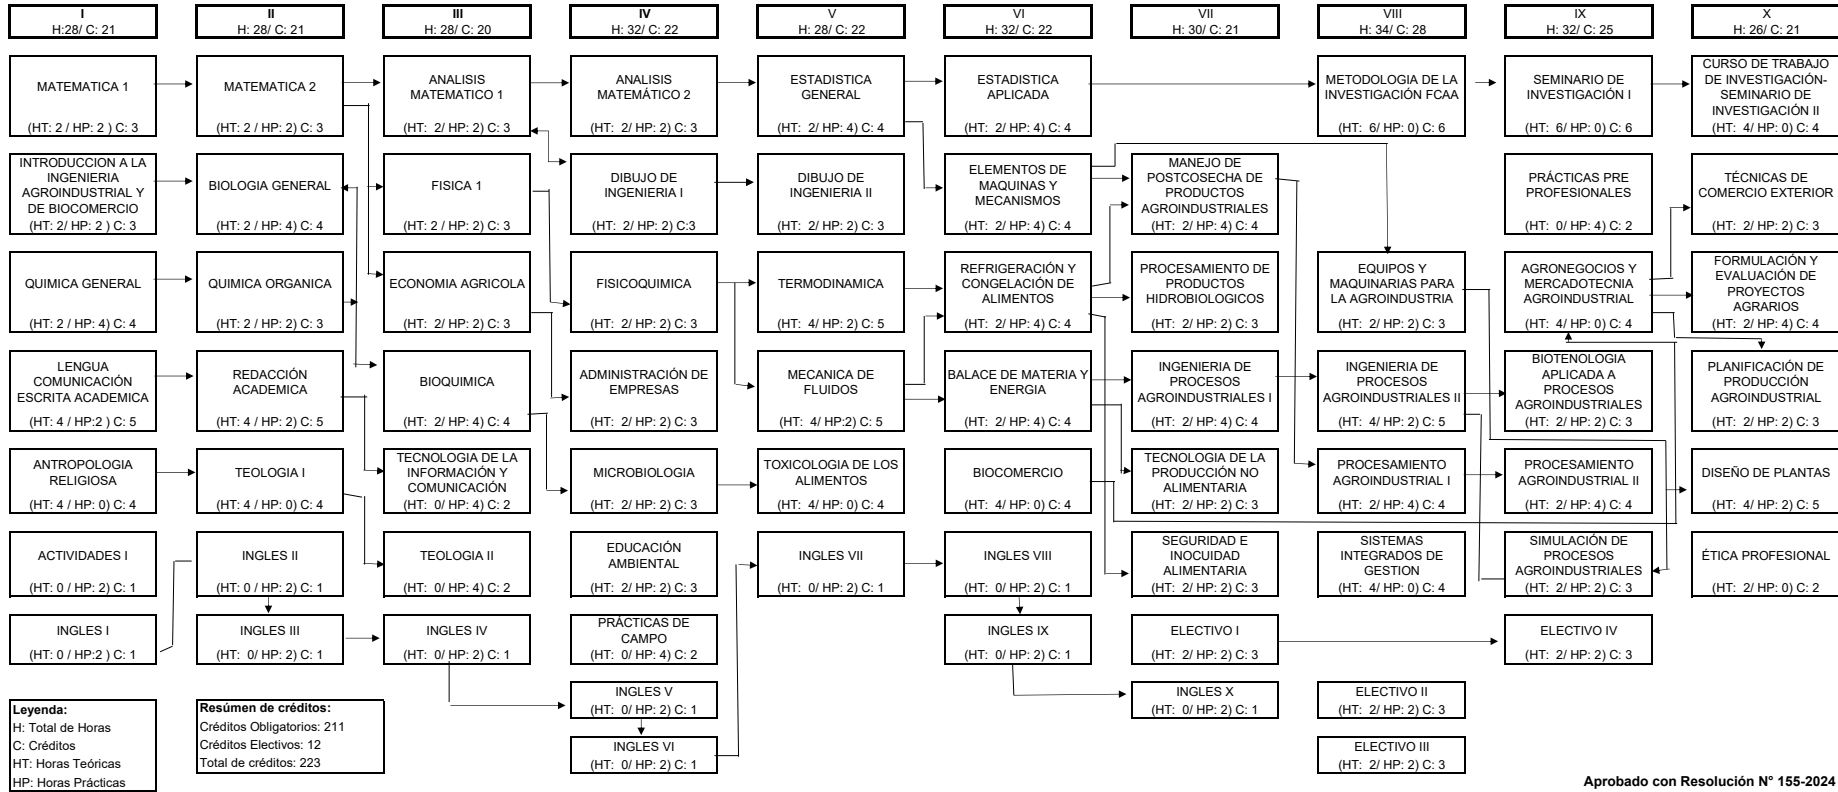 I
H:28/ C: 21
II
H: 28/ C: 21
III
H: 28/ C: 20
IV
H: 32/ C: 22
V
H: 28/ C: 22
VI
H: 32/ C: 22
VII
H: 30/ C: 21
VIII
H: 34/ C: 28
IX
H: 32/ C: 25
X
H: 26/ C: 21
MATEMATICA 1
(HT: 2 / HP: 2 ) C: 3
MATEMATICA 2
(HT: 2 / HP: 2) C: 3
ANALISIS
MATEMATICO 1
(HT: 2/ HP: 2) C: 3
ANALISIS
MATEMÁTICO 2
(HT: 2/ HP: 2) C: 3
ESTADISTICA
GENERAL
(HT: 2/ HP: 4) C: 4
ESTADISTICA
APLICADA
(HT: 2/ HP: 4) C: 4
METODOLOGIA DE LA
INVESTIGACIÓN FCAA
(HT: 6/ HP: 0) C: 6
SEMINARIO DE
INVESTIGACIÓN I
(HT: 6/ HP: 0) C: 6
CURSO DE TRABAJO
DE INVESTIGACIÓN-
SEMINARIO DE
INVESTIGACIÓN II
(HT: 4/ HP: 0) C: 4
INTRODUCCION A LA
INGENIERIA
AGROINDUSTRIAL Y
DE BIOCOMERCIO
(HT: 2/ HP: 2 ) C: 3
BIOLOGIA GENERAL
(HT: 2 / HP: 4) C: 4
FISICA 1
(HT: 2 / HP: 2) C: 3
DIBUJO DE
INGENIERIA I
(HT: 2/ HP: 2) C:3
DIBUJO DE
INGENIERIA II
(HT: 2/ HP: 2) C: 3
ELEMENTOS DE
MAQUINAS Y
MECANISMOS
(HT: 2/ HP: 4) C: 4
MANEJO DE
POSTCOSECHA DE
PRODUCTOS
AGROINDUSTRIALES
(HT: 2/ HP: 4) C: 4
PRÁCTICAS PRE
PROFESIONALES
(HT: 0/ HP: 4) C: 2
TÉCNICAS DE
COMERCIO EXTERIOR
(HT: 2/ HP: 2) C: 3
QUIMICA GENERAL
(HT: 2 / HP: 4) C: 4
QUIMICA ORGANICA
(HT: 2 / HP: 2) C: 3
ECONOMIA AGRICOLA
(HT: 2/ HP: 2) C: 3
FISICOQUIMICA
(HT: 2/ HP: 2) C: 3
TERMODINAMICA
(HT: 4/ HP: 2) C: 5
REFRIGERACIÓN Y
CONGELACIÓN DE
ALIMENTOS
(HT: 2/ HP: 4) C: 4
PROCESAMIENTO DE
PRODUCTOS
HIDROBIOLOGICOS
(HT: 2/ HP: 2) C: 3
EQUIPOS Y
MAQUINARIAS PARA
LA AGROINDUSTRIA
(HT: 2/ HP: 2) C: 3
AGRONEGOCIOS Y
MERCADOTECNIA
AGROINDUSTRIAL
(HT: 4/ HP: 0) C: 4
FORMULACIÓN Y
EVALUACIÓN DE
PROYECTOS
AGRARIOS
(HT: 2/ HP: 4) C: 4
LENGUA
COMUNICACIÓN
ESCRITA ACADEMICA
(HT: 4 / HP:2 ) C: 5
REDACCIÓN
ACADEMICA
(HT: 4 / HP: 2) C: 5
BIOQUIMICA
(HT: 2/ HP: 4) C: 4
ADMINISTRACIÓN DE
EMPRESAS
(HT: 2/ HP: 2) C: 3
MECANICA DE
FLUIDOS
(HT: 4/ HP:2) C: 5
BALACE DE MATERIA Y
ENERGIA
(HT: 2/ HP: 4) C: 4
INGENIERIA DE
PROCESOS
AGROINDUSTRIALES I
(HT: 2/ HP: 4) C: 4
INGENIERIA DE
PROCESOS
AGROINDUSTRIALES II
(HT: 4/ HP: 2) C: 5
BIOTENOLOGIA
APLICADA A
PROCESOS
AGROINDUSTRIALES
(HT: 2/ HP: 2) C: 3
PLANIFICACIÓN DE
PRODUCCIÓN
AGROINDUSTRIAL
(HT: 2/ HP: 2) C: 3
ANTROPOLOGIA
RELIGIOSA
(HT: 4 / HP: 0) C: 4
TEOLOGIA I
(HT: 4 / HP: 0) C: 4
TECNOLOGIA DE LA
INFORMACIÓN Y
COMUNICACIÓN
(HT: 0/ HP: 4) C: 2
MICROBIOLOGIA
(HT: 2/ HP: 2) C: 3
TOXICOLOGIA DE LOS
ALIMENTOS
(HT: 4/ HP: 0) C: 4
BIOCOMERCIO
(HT: 4/ HP: 0) C: 4
TECNOLOGIA DE LA
PRODUCCIÓN NO
ALIMENTARIA
(HT: 2/ HP: 2) C: 3
PROCESAMIENTO
AGROINDUSTRIAL I
(HT: 2/ HP: 4) C: 4
PROCESAMIENTO
AGROINDUSTRIAL II
(HT: 2/ HP: 4) C: 4
DISEÑO DE PLANTAS
(HT: 4/ HP: 2) C: 5
ACTIVIDADES I
(HT: 0 / HP: 2) C: 1
INGLES II
(HT: 0 / HP: 2) C: 1
TEOLOGIA II
(HT: 0/ HP: 4) C: 2
EDUCACIÓN
AMBIENTAL
(HT: 2/ HP: 2) C: 3
INGLES VII
(HT: 0/ HP: 2) C: 1
INGLES VIII
(HT: 0/ HP: 2) C: 1
SEGURIDAD E
INOCUIDAD
ALIMENTARIA
(HT: 2/ HP: 2) C: 3
SISTEMAS
INTEGRADOS DE
GESTION
(HT: 4/ HP: 0) C: 4
SIMULACIÓN DE
PROCESOS
AGROINDUSTRIALES
(HT: 2/ HP: 2) C: 3
ÉTICA PROFESIONAL
(HT: 2/ HP: 0) C: 2
INGLES I
(HT: 0 / HP:2 ) C: 1
INGLES III
(HT: 0/ HP: 2) C: 1
INGLES IV
(HT: 0/ HP: 2) C: 1
PRÁCTICAS DE
CAMPO
(HT: 0/ HP: 4) C: 2
INGLES IX
(HT: 0/ HP: 2) C: 1
ELECTIVO I
(HT: 2/ HP: 2) C: 3
ELECTIVO IV
(HT: 2/ HP: 2) C: 3
INGLES V
(HT: 0/ HP: 2) C: 1
INGLES X
(HT: 0/ HP: 2) C: 1
ELECTIVO II
(HT: 2/ HP: 2) C: 3
INGLES VI
(HT: 0/ HP: 2) C: 1
ELECTIVO III
(HT: 2/ HP: 2) C: 3
Leyenda:
H: Total de Horas
C: Créditos
HT: Horas Teóricas
HP: Horas Prácticas
Resúmen de créditos:
Créditos Obligatorios: 211
Créditos Electivos: 12
Total de créditos: 223
Aprobado con Resolución N° 155-2024